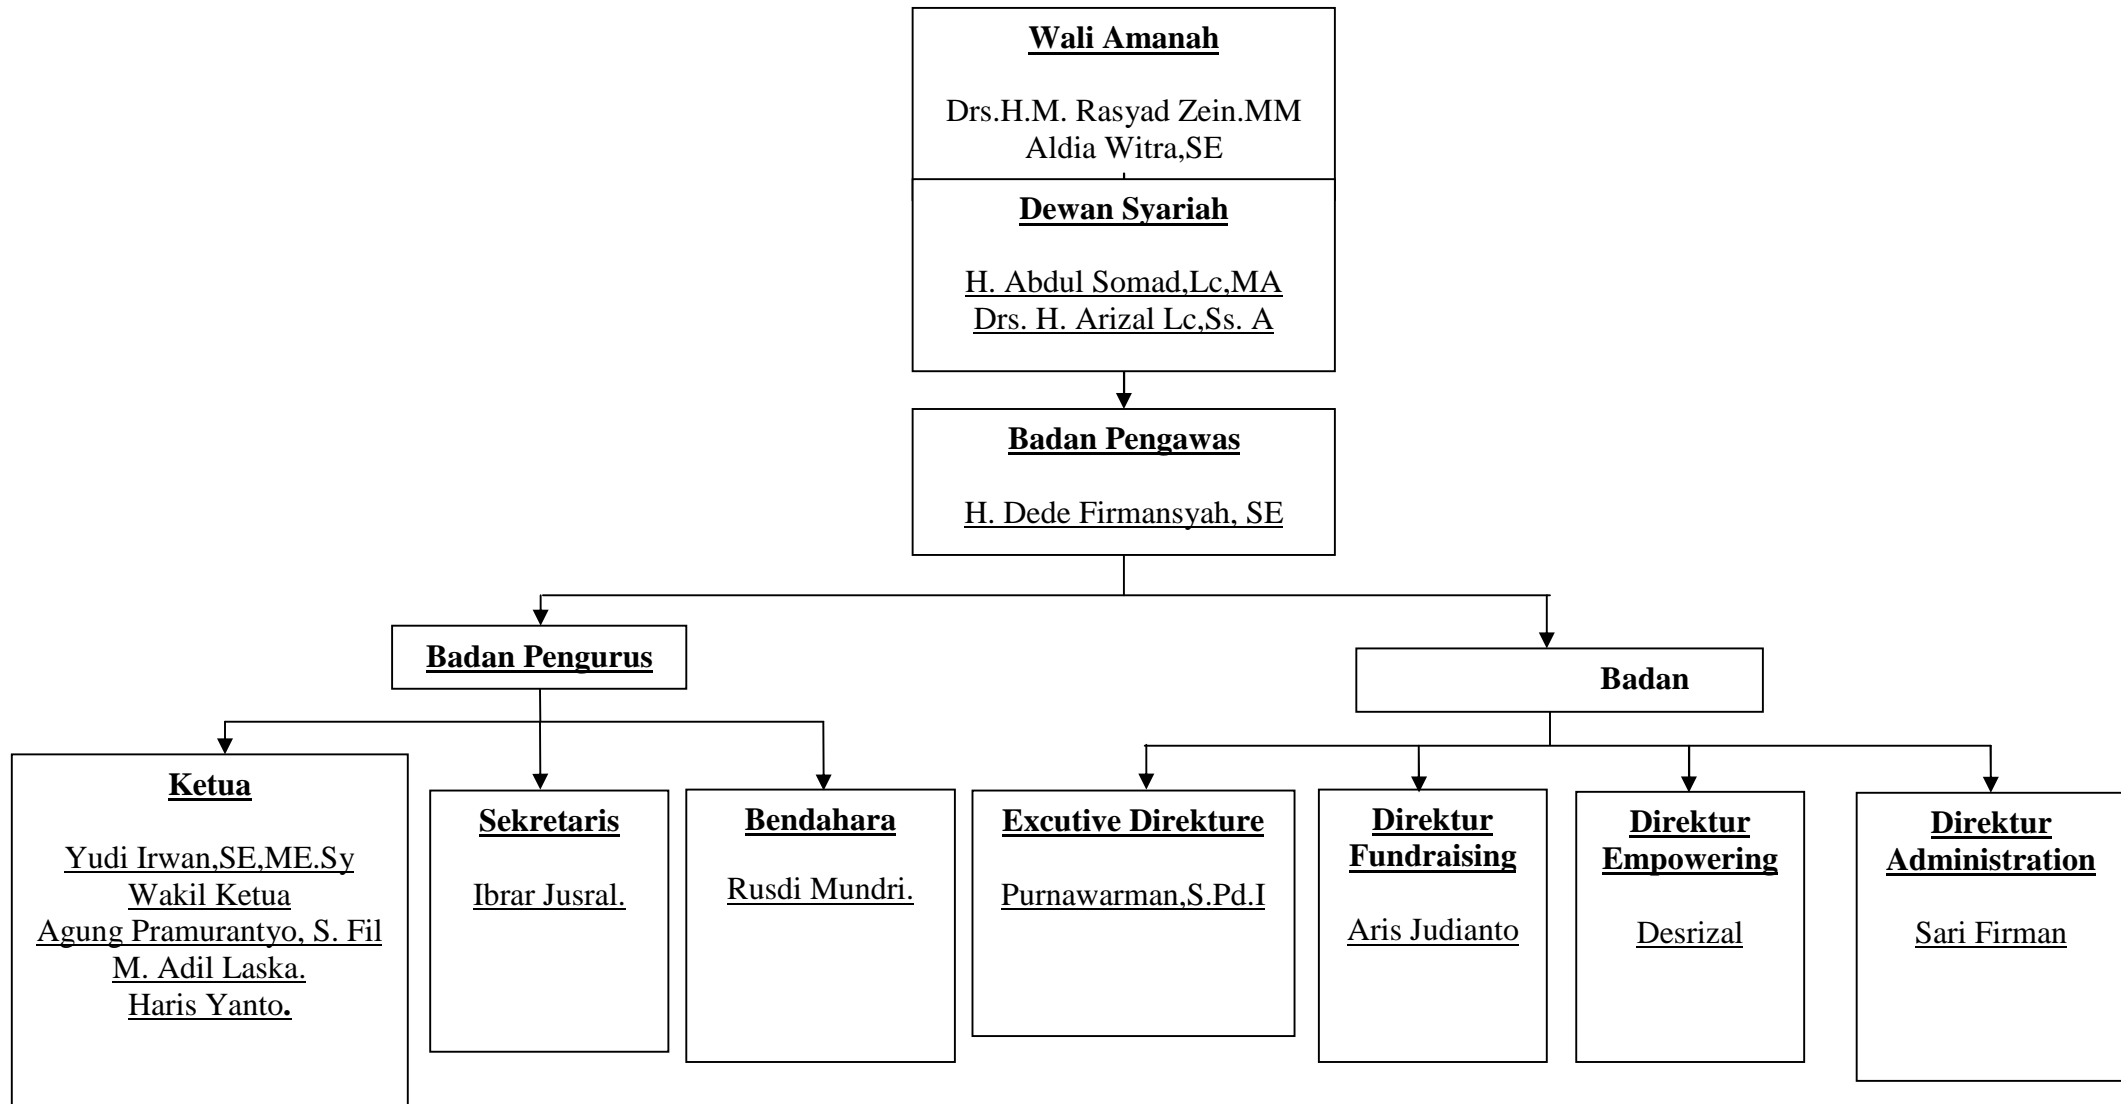 Wali Amanah
Drs.H.M. Rasyad Zein.MM
Aldia Witra,SE
Dewan Syariah
H. Abdul Somad,Lc,MA
Drs. H. Arizal Lc,Ss. A
Badan Pengawas
H. Dede Firmansyah, SE
Badan Pengurus
Badan
Ketua
Yudi Irwan,SE,ME.Sy
Wakil Ketua
Agung Pramurantyo, S. Fil
M. Adil Laska.
Haris Yanto.
Sekretaris
Ibrar Jusral.
Bendahara
Rusdi Mundri.
Excutive Direkture
Purnawarman,S.Pd.I
Direktur
Fundraising
Aris Judianto
Direktur
Empowering
Desrizal
Direktur
Administration
Sari Firman